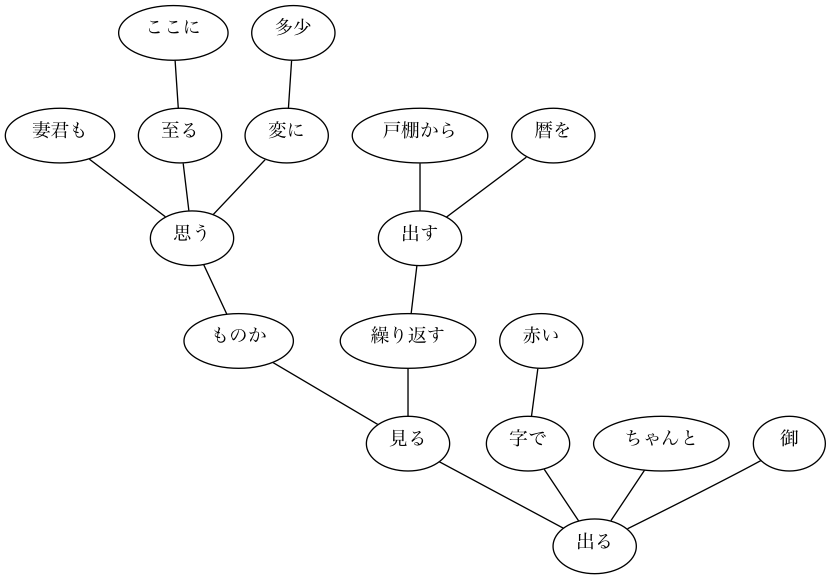 ここに 多少
妻君も 至る 変に 戸棚から 暦を
思う 出す
ものか 繰り返す 赤い
見る 字で ちゃんと 御
出る